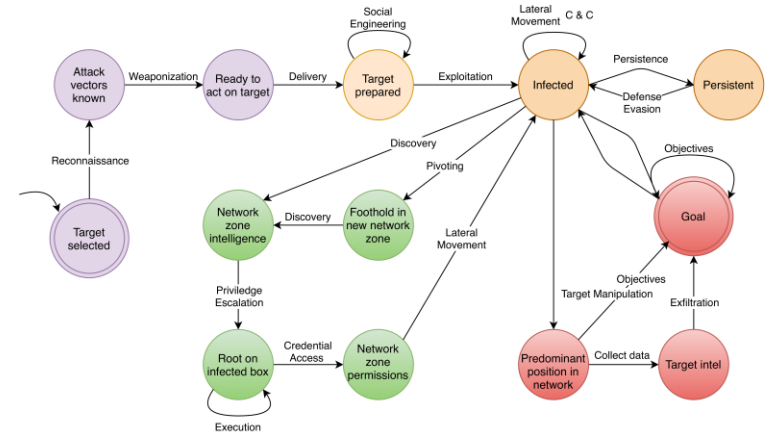 Social
Engineering
Lateral
Movement
C & C
Attack
vectors
known
Weaponization
Ready to
act on target
Delivery
Target
prepared
Exploitation
Infected
Persistence
Defense
Evasion
Persistent
Reconnaissance
Discovery
Pivoting
Objectives
Target
selected
Network
zone
intelligence
Discovery
Foothold in
new network
zone
Lateral
Movement
Goal
Priviledge
Escalation
Objectives
Target Manipulation
Exfiltration
Root on
infected box
Credential
Access
Network
zone
permissions
Predominant
position in
network
Collect data
Target intel
Execution